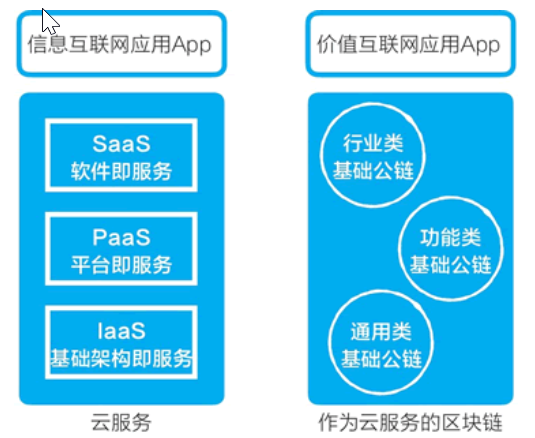 信息互联网应用App
SaaS
软件即服务
PaaS
平台即服务
IaaS
基础架构即服务
云服务
价值互联网应用App
行业类
基础公链
功能类
基础公链
通用类
基础公链
作为云服务的区块链